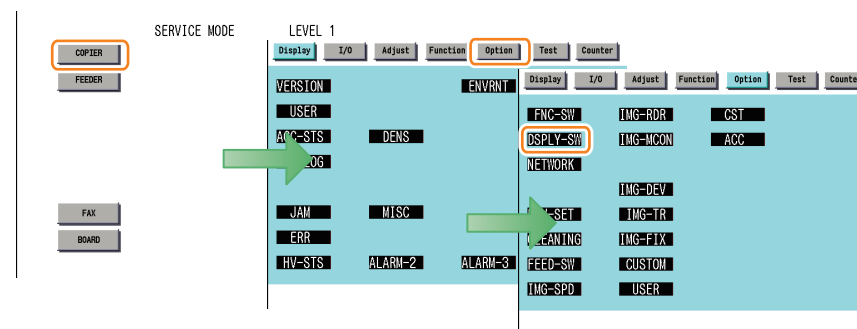 SERVICE MODE LEVEL 1
COPIER
FEEDER
FAX
BOARD
Display I/O Adjust Function Option Test Counter
VERSION ENVRNT
USER
DENS
JAM MISC
ERR
HV-STS ALARM-2 ALARM-3
Display I/O Adjust Function Option Test
FNC-SW IMG-RDR CST
DSPLY-SW IMG-MCON ACC
NETWORK
IMG-DEV
IMG-TR
IMG-FIX
FEED-SW CUSTOM
IMG-SPD USER